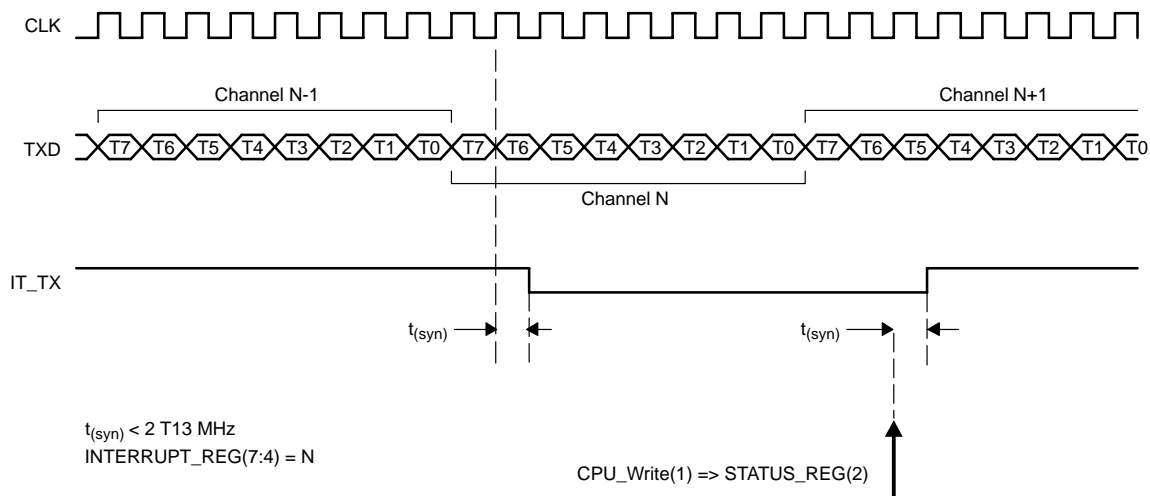 CLK
Channel N-1
Channel N+1
TXD
T7 T6 T5 T4 T3 T2 T1 T0 T7 T6 T5 T4 T3 T2 T1 T0 T7 T6 T5 T4 T3 T2 T1 T0
Channel N
IT_TX
t(syn) t(syn)
t(syn) < 2 T13 MHz
INTERRUPT_REG(7:4) = N
CPU_Write(1) => STATUS_REG(2)